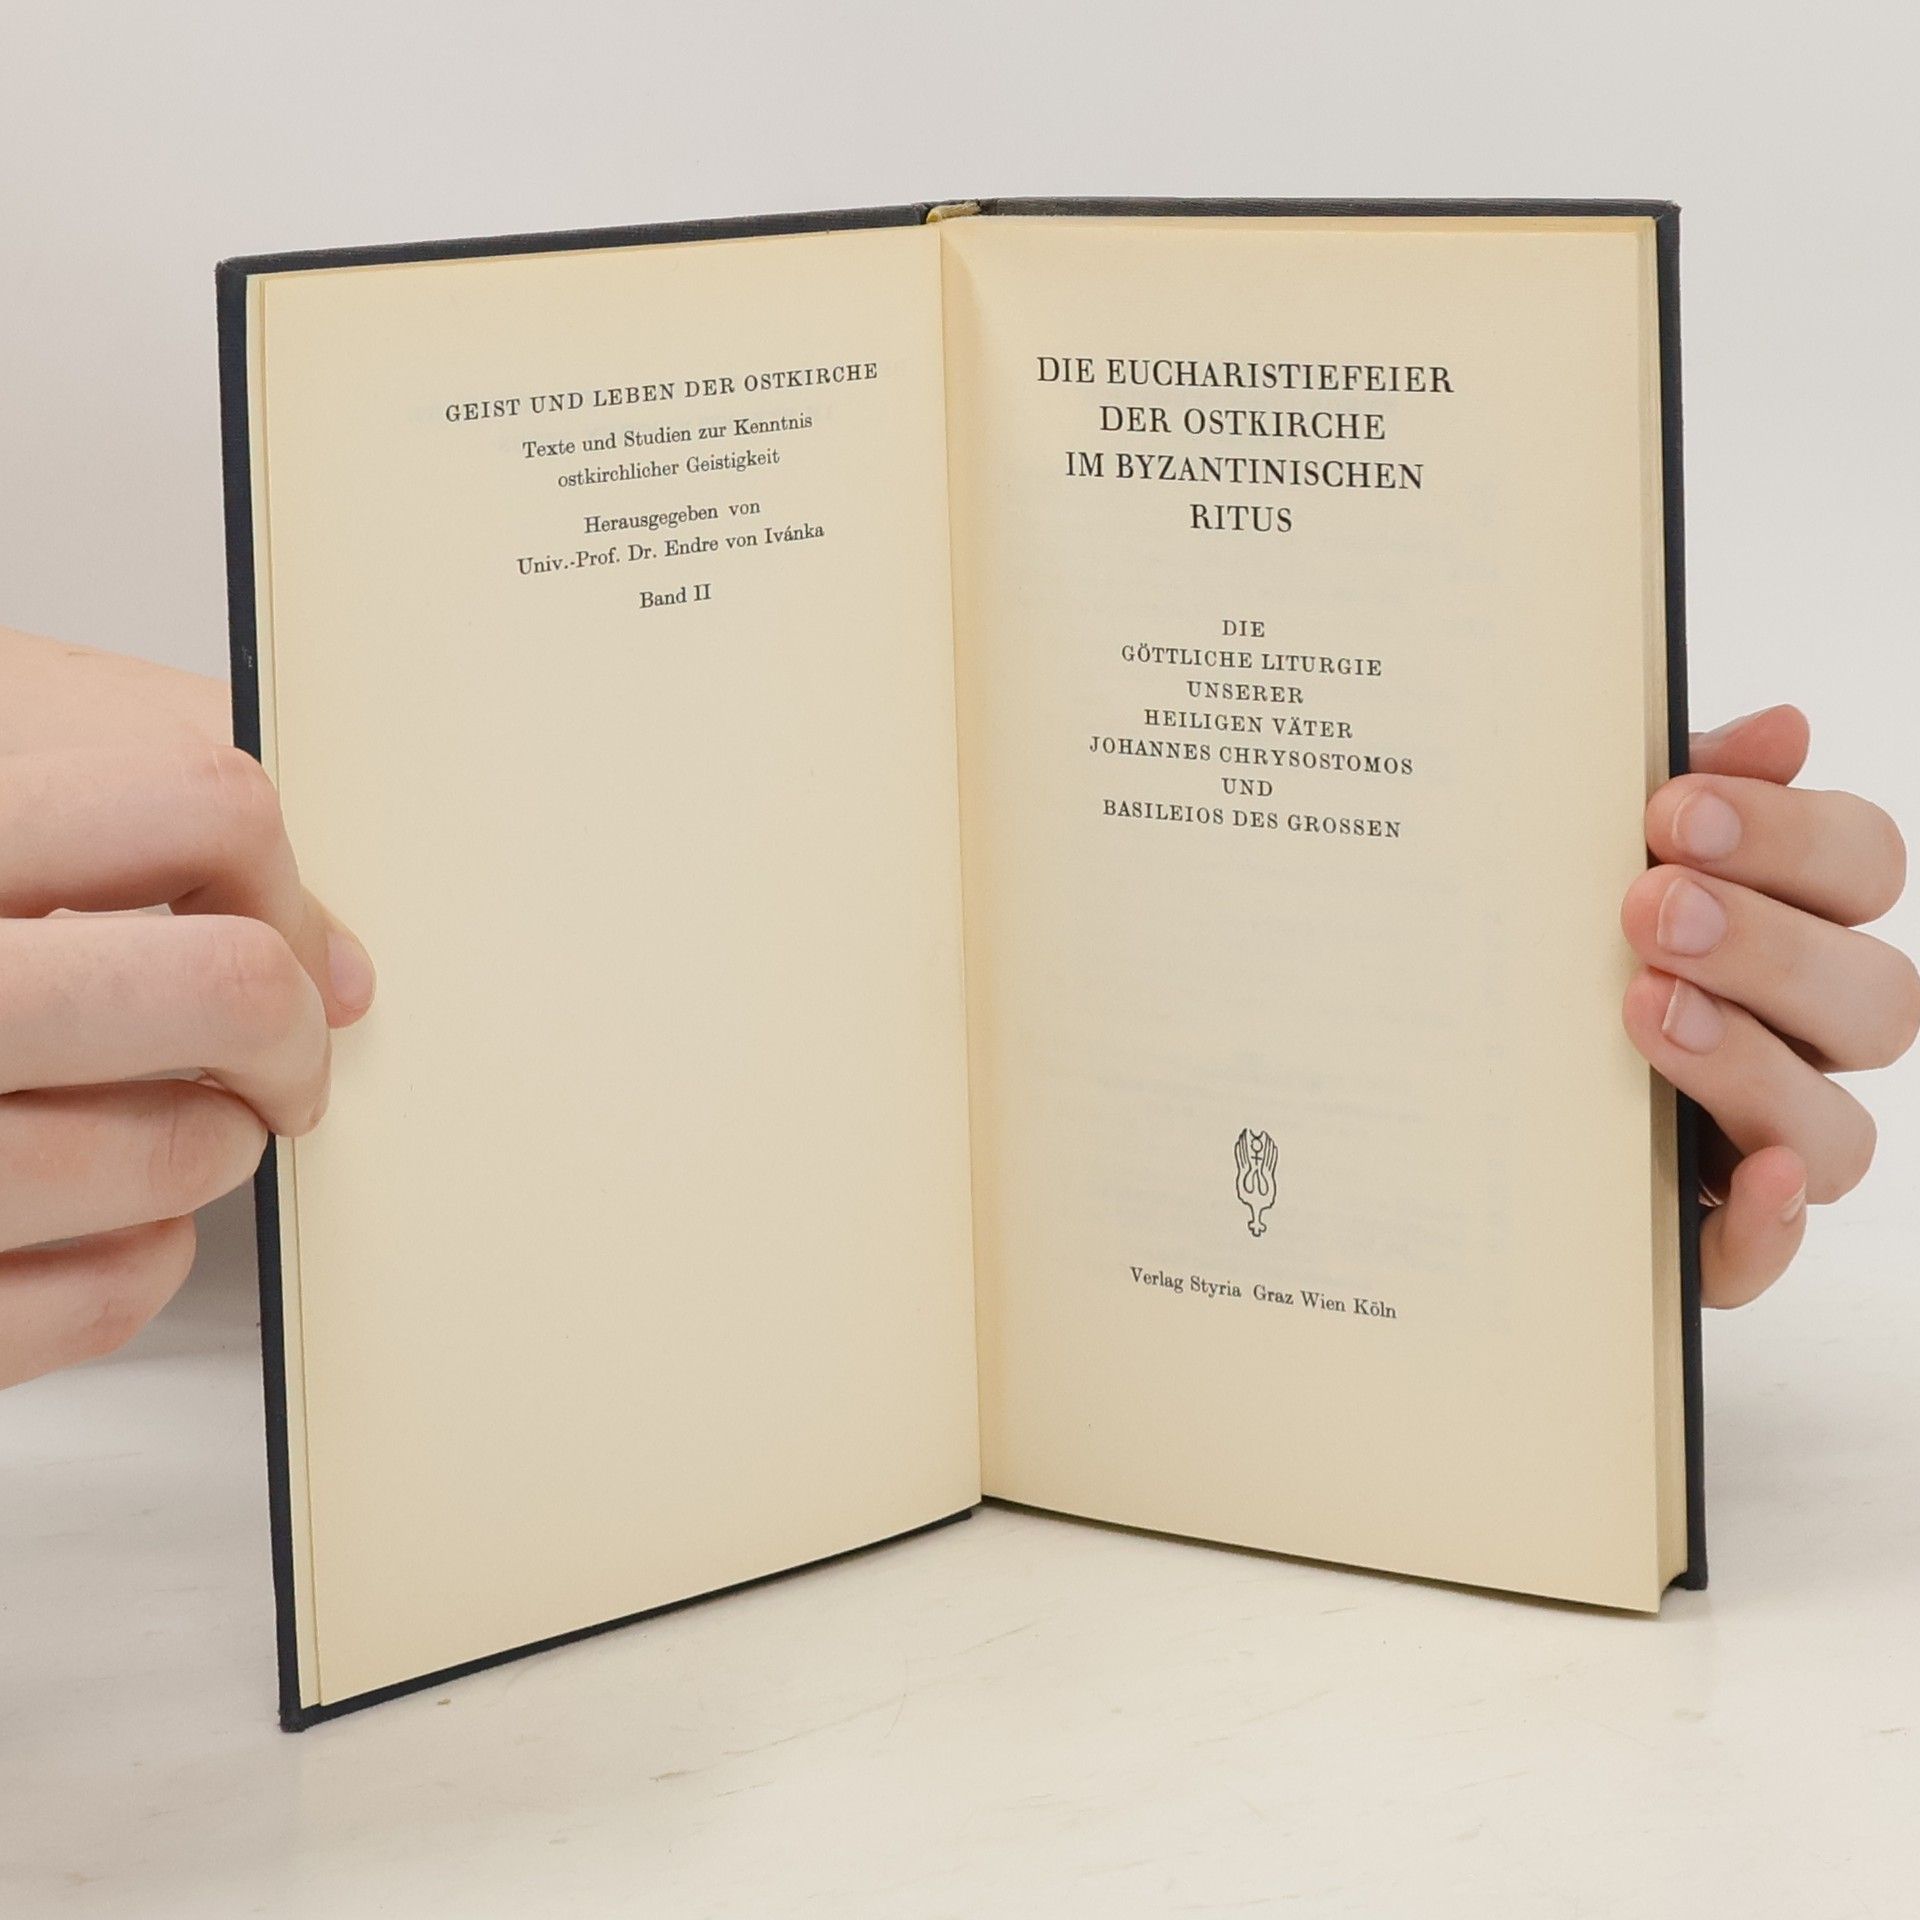 GEIST UND LEBEN DER OSTKIRCHE
Texte und Studien zur Kenntnis
ostkirchlicher Geistigkeit
Herausgegeben von
Univ.-Prof. Dr. Endre von Ivánka
Band II
DIE EUCHARISTIEFEIER
DER OSTKIRCHE
IM BYZANTINISCHEN
RITUS
DIE
GÖTTLICHE LITURGIE
UNSERER
HEILIGEN VÄTER
JOHANNES CHRYSOSTOMOS
UND
BASILEIOS DES GROSSEN
Verlag Styria Graz Wien Köln